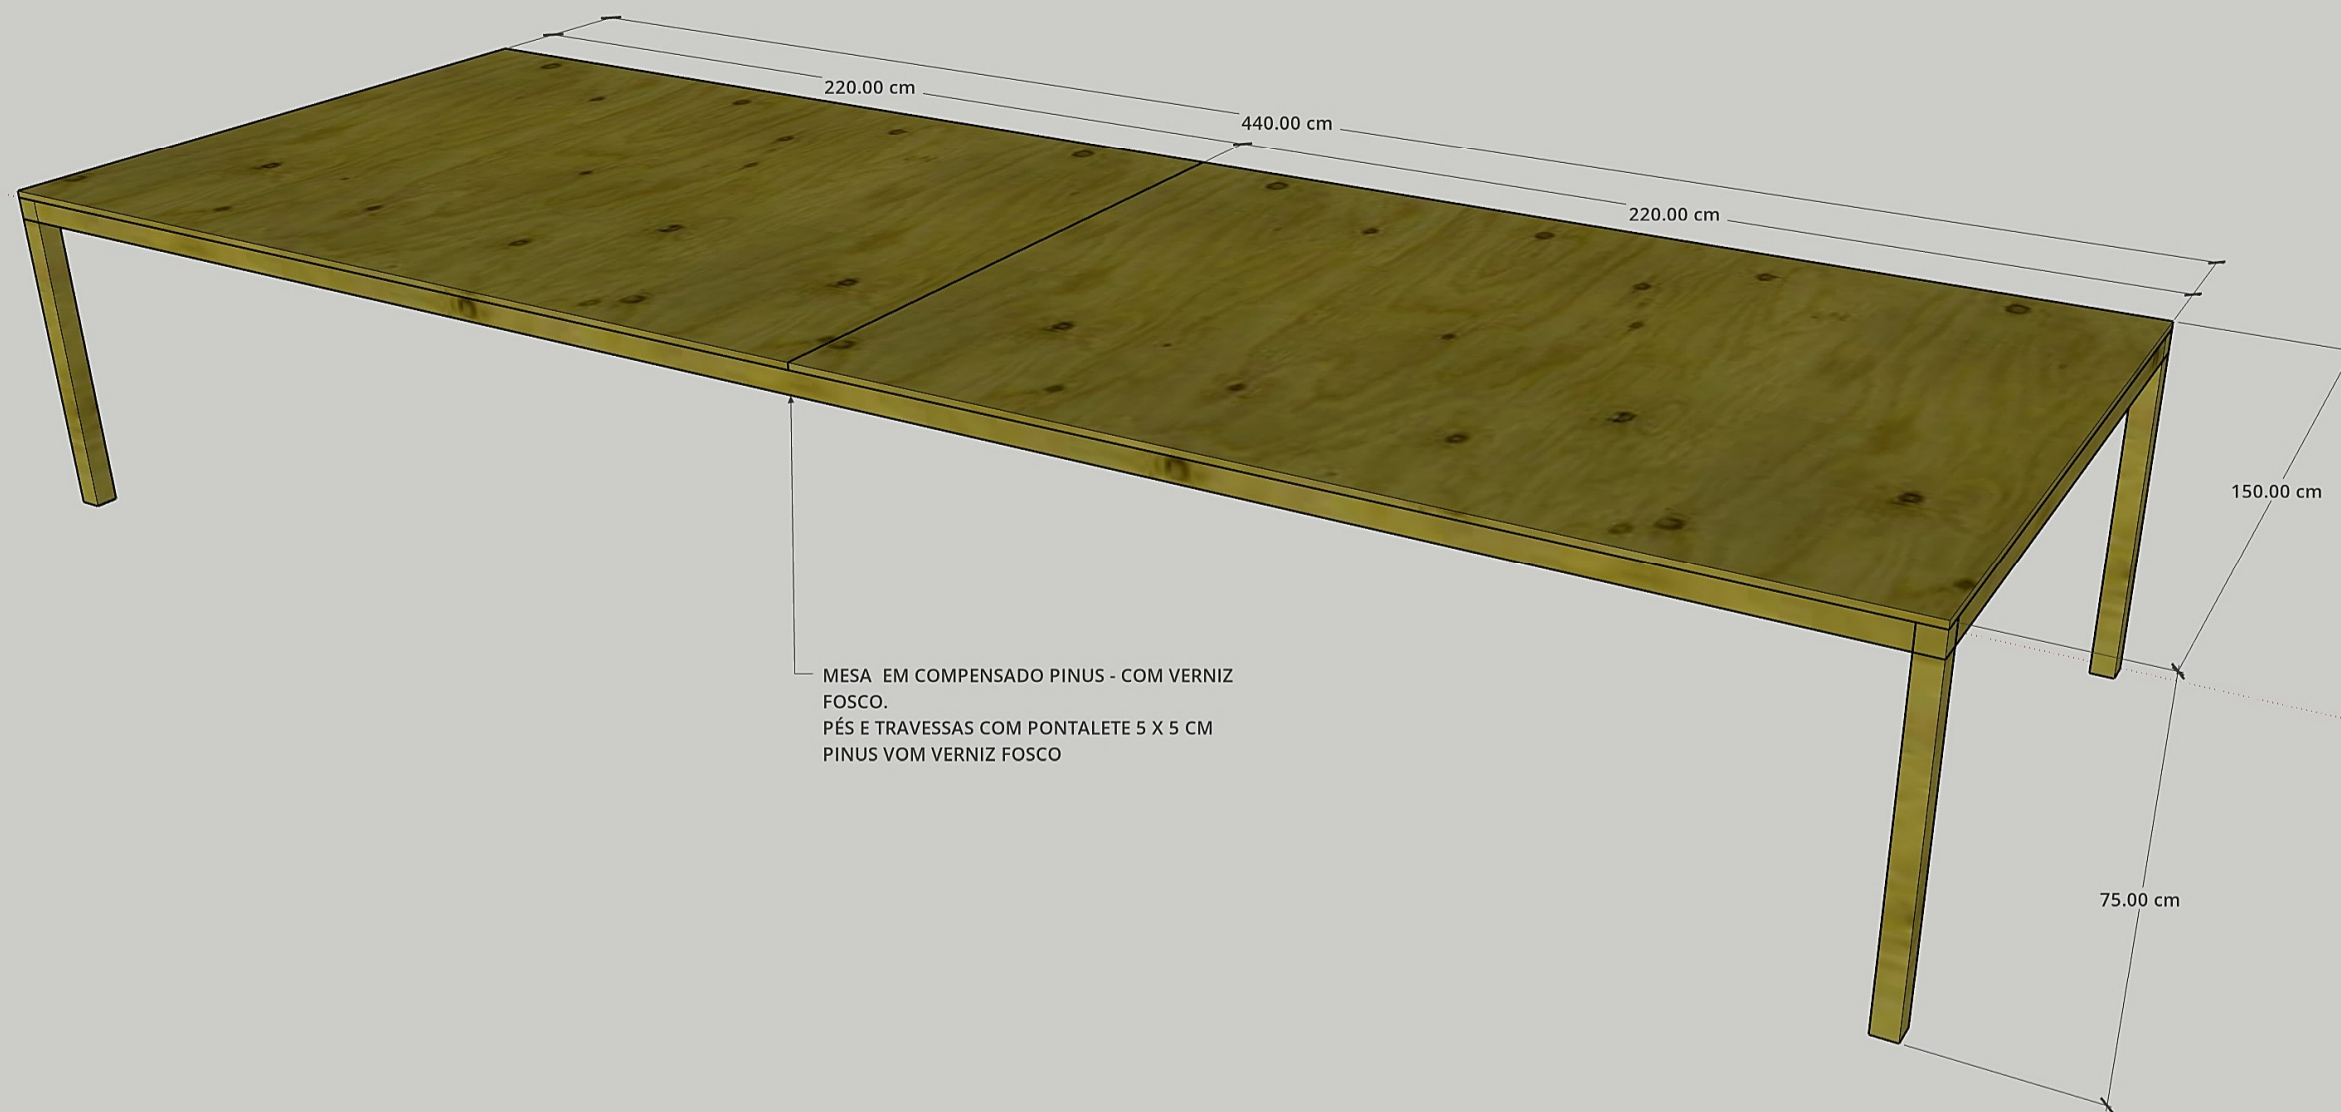 220.00 cm
440.00 cm
220.00 cm
150.00 cm
MESA  EM COMPENSADO PINUS - COM VERNIZ
FOSCO.
PÉS E TRAVESSAS COM PONTALETE 5 X 5 CM
PINUS VOM VERNIZ FOSCO
75.00 cm